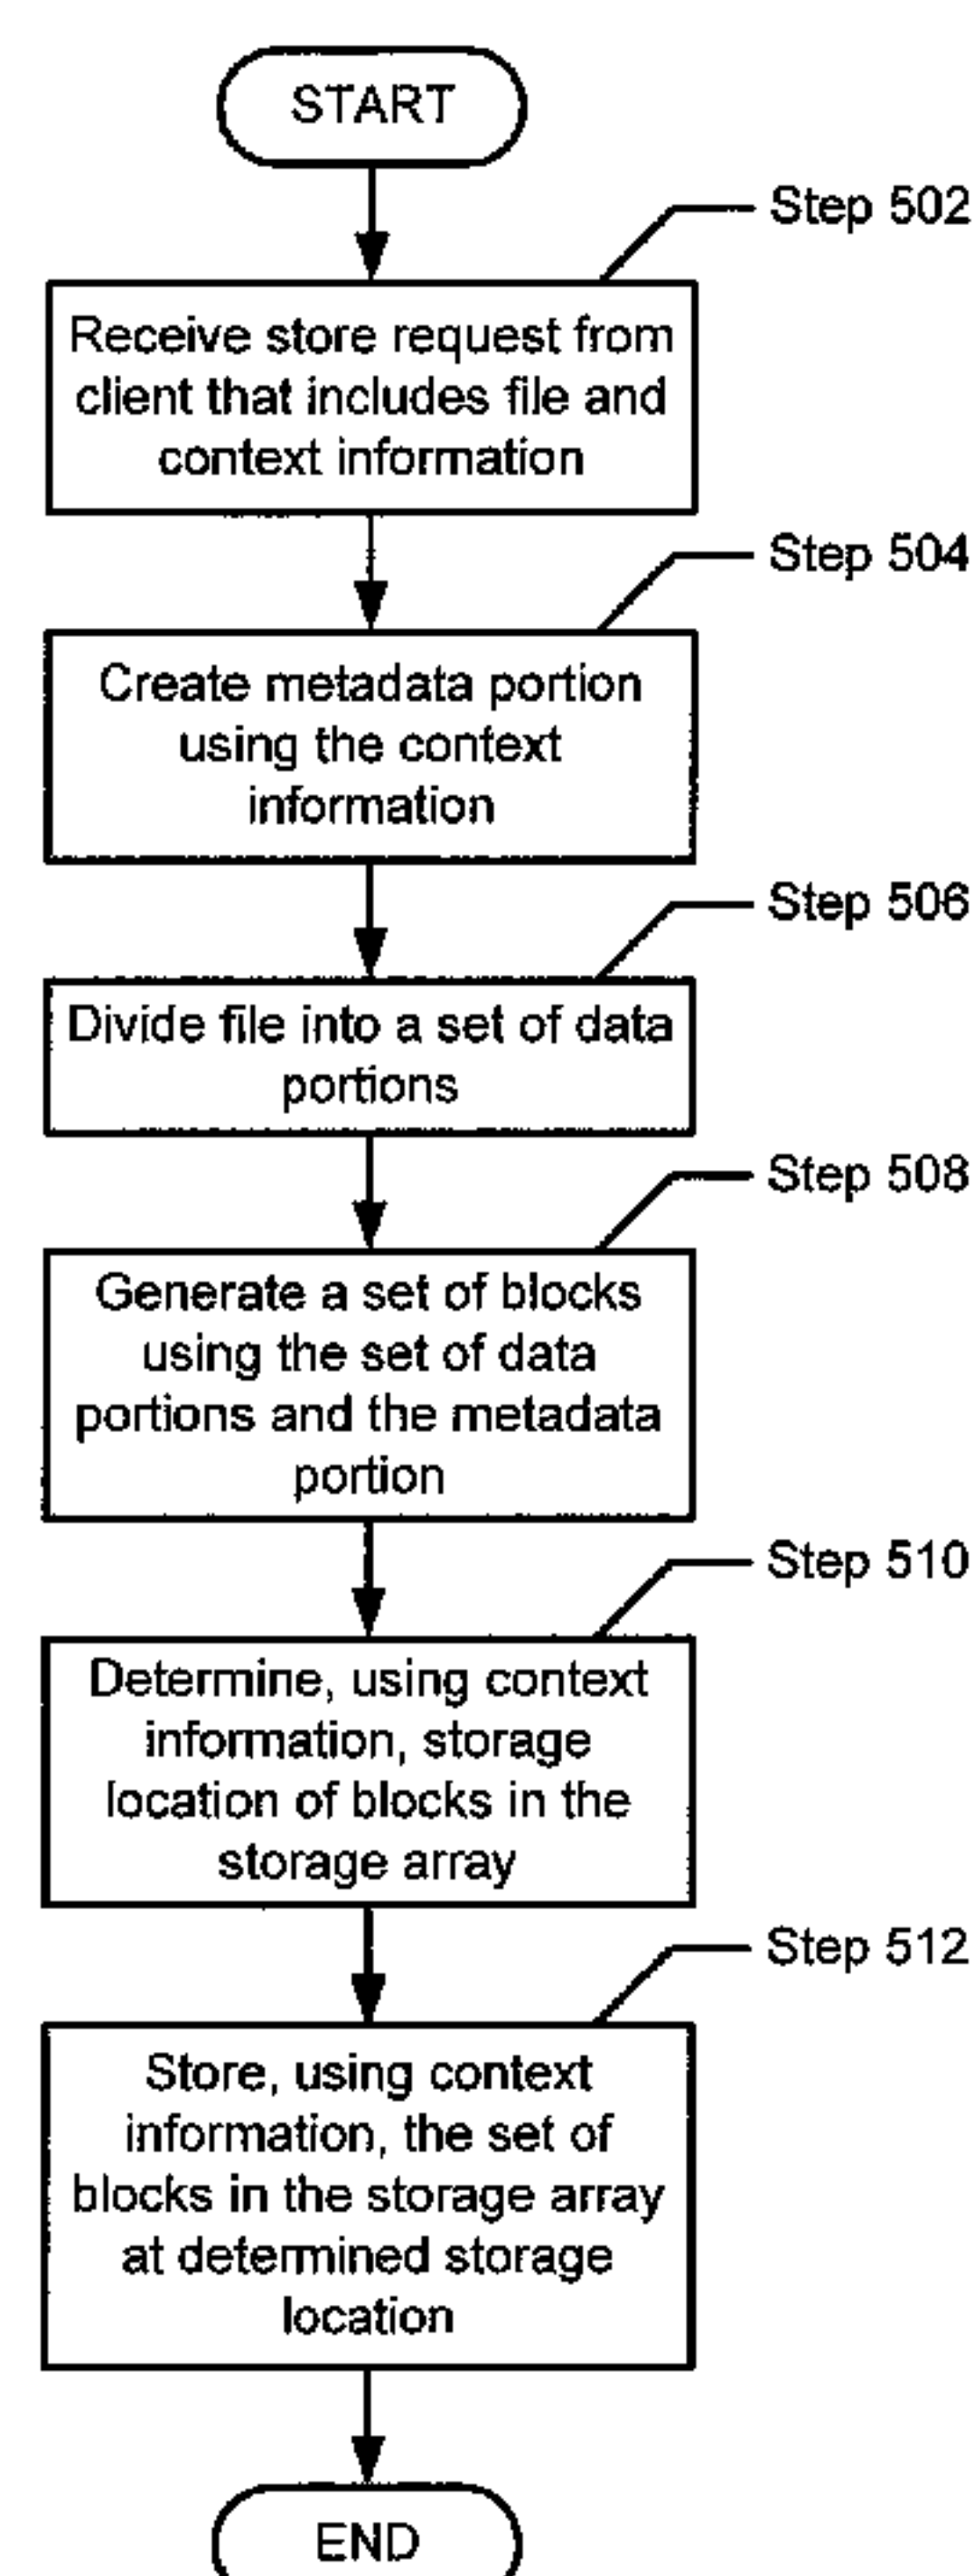 START
Step 502
Receive store request from
client that includes file and
context information
Step 504
Create metadata portion
using the context
information
Step 506
Divide file into a set of data
portions
Step 508
Generate a set of blocks
using the set of data
portions and the metadata
portion
Step 510
Determine, using context
information, storage
location of blocks in the
storage array
Step 512
Store, using context
information, the set of
blocks in the storage array
at determined storage
location
END